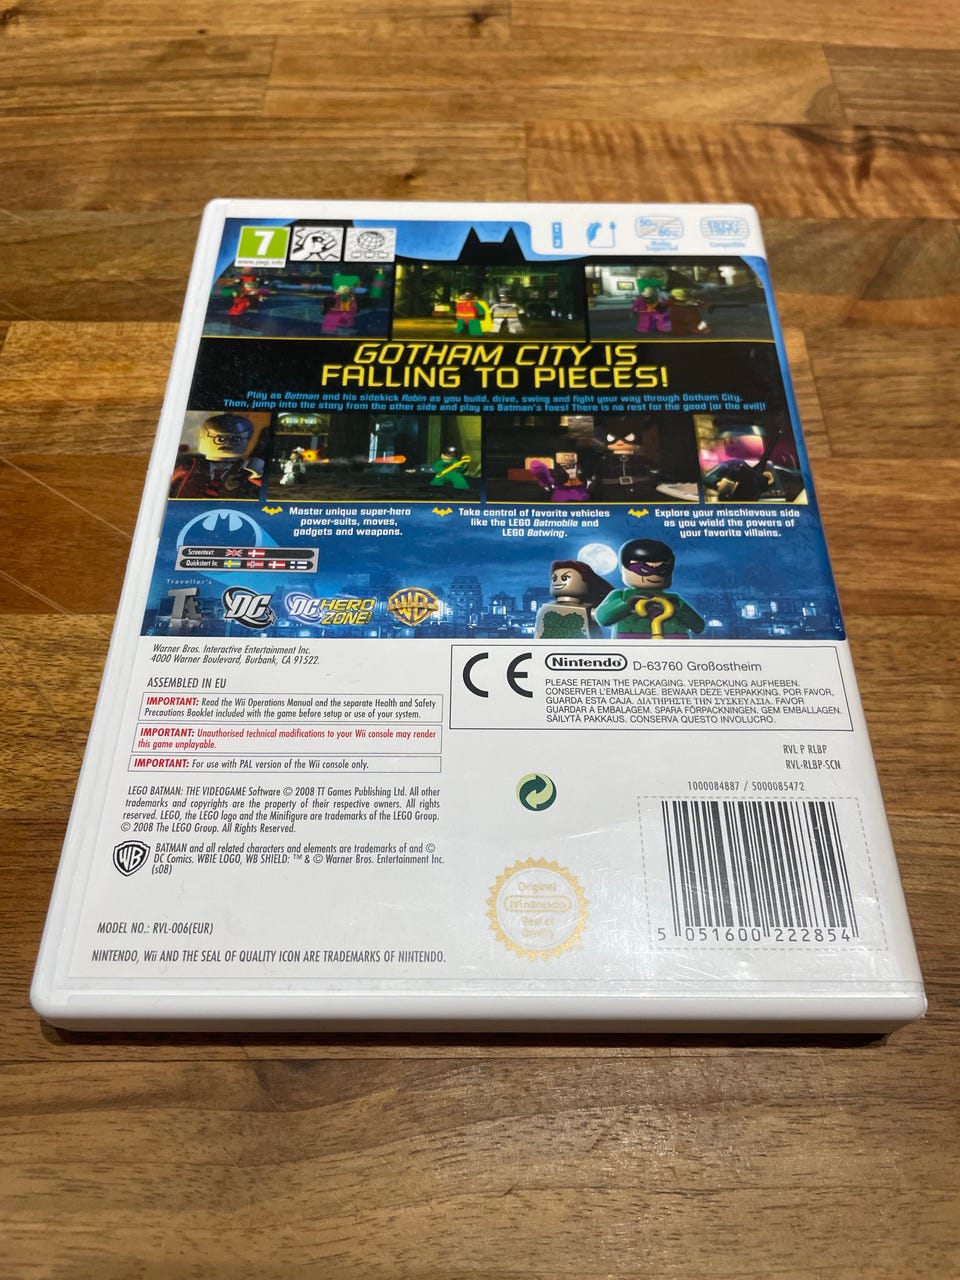 7
www.pegi.info
50
60
Compatible
GOTHAM CITY IS
FALLING TO PIECES!
Play as Batman and his sidekick Robin as you build, drive, swing and fight your way through Gotham City.
Then, jump into the story from the other side and play as Batman's foes! There is no rest for the good (or the evil)!
Master unique super-hero
power-suits, moves,
gadgets and weapons.
Take control of favorite vehicles
like the LEGO Batmobile and
LEGO Batwing.
Explore your mischievous side
as you wield the powers of
your favorite villains.
Screentext:
Quickstart In:
Traveller's
Tt
DC
DC HERO
ZONE!
WB
Warner Bros. Interactive Entertainment Inc.
4000 Warner Boulevard, Burbank, CA 91522.
ASSEMBLED IN EU
IMPORTANT: Read the Wii Operations Manual and the separate Health and Safety
Precautions Booklet included with the game before setup or use of your system.
IMPORTANT: Unauthorised technical modifications to your Wii console may render
this game unplayable.
IMPORTANT: For use with PAL version of the Wii console only.
CE
Nintendo D-63760 Großostheim
PLEASE RETAIN THE PACKAGING. VERPACKUNG AUFHEBEN.
CONSERVER L'EMBALLAGE. BEWAAR DEZE VERPAKKING. POR FAVOR,
GUARDA ESTA CAJA. ΔΙΑΤΗΡΗΣΤΕ ΤΗΝ ΣΥΣΚΕΥΑΣΙΑ. FAVOR
GUARDAR A EMBALAGEM. SPARA FÖRPACKNINGEN. GEM EMBALLAGEN.
SÄILYTÄ PAKKAUS. CONSERVA QUESTO INVOLUCRO.
RVL P RLBP
RVL-RLBP-SCN
1000084887 / S000085472
LEGO BATMAN: THE VIDEOGAME Software © 2008 TT Games Publishing Ltd. All other
trademarks and copyrights are the property of their respective owners. All rights
reserved. LEGO, the LEGO logo and the Minifigure are trademarks of the LEGO Group.
© 2008 The LEGO Group. All Rights Reserved.
WB
BATMAN and all related characters and elements are trademarks of and ©
DC Comics. WBIE LOGO, WB SHIELD: ™ & © Warner Bros. Entertainment Inc.
(s08)
Original
Nintendo
Seal of
Quality
5 051600 222854
MODEL NO.: RVL-006(EUR)
NINTENDO, Wii AND THE SEAL OF QUALITY ICON ARE TRADEMARKS OF NINTENDO.